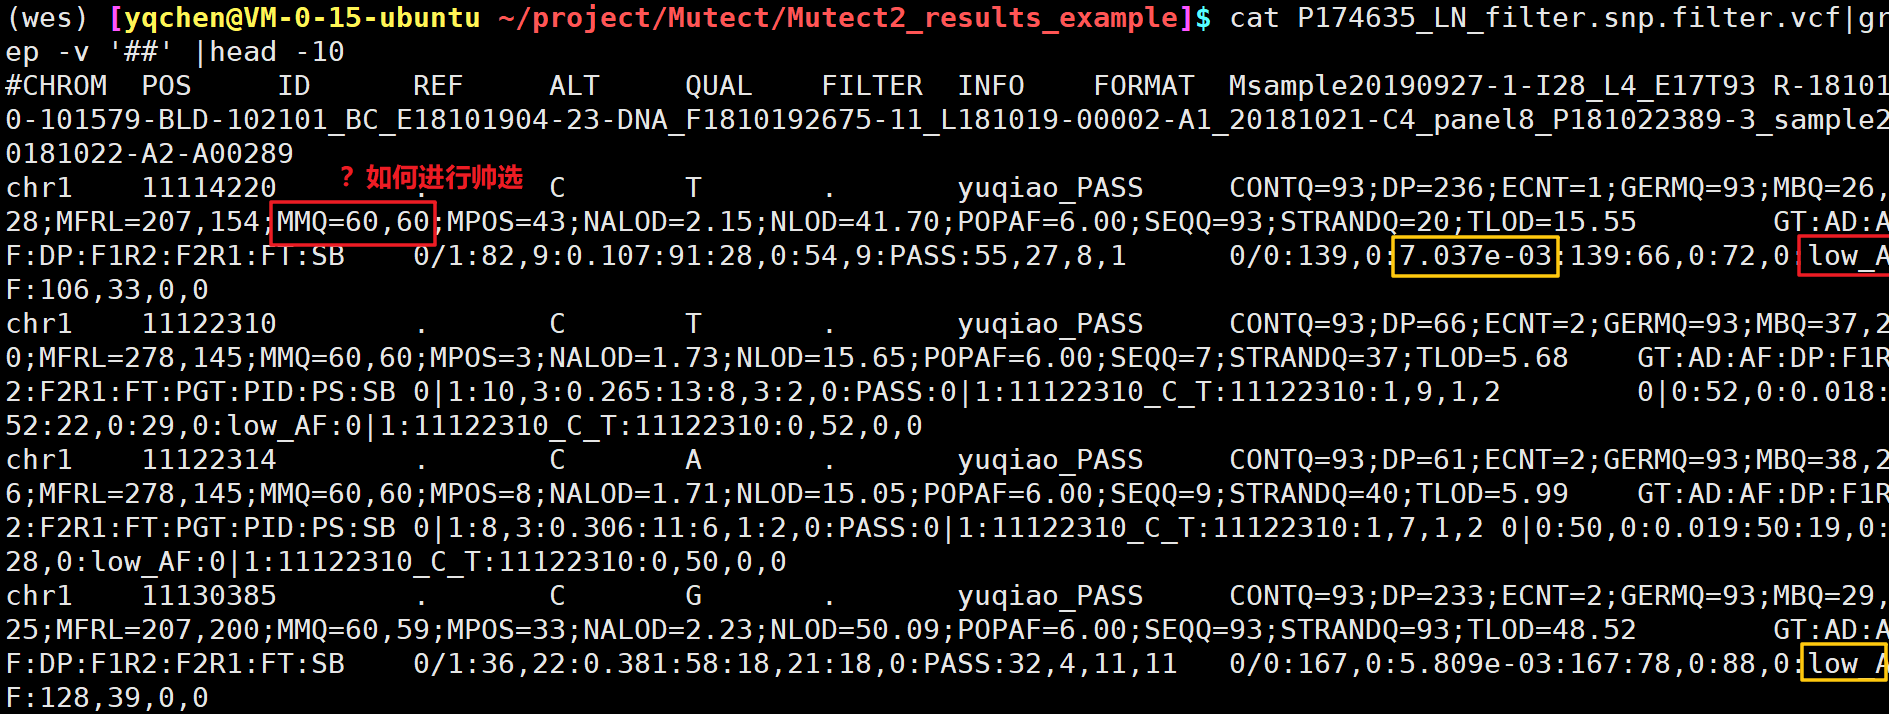 (wes) [yqchen@VM-0-15-ubuntu ~/project/Mutect/Mutect2_results_example]$ cat P174635_LN_filter.snp.filter.vcf|gr
ep -v '##' |head -10
#CHROM  POS     ID      REF     ALT     QUAL    FILTER  INFO    FORMAT  Msample20190927-1-I28_L4_E17T93 R-18101
0-101579-BLD-102101_BC_E18101904-23-DNA_F1810192675-11_L181019-00002-A1_20181021-C4_panel8_P181022389-3_sample2
0181022-A2-A00289
？如何进行帅选
chr1    11114220        .       C       T       .       yuqiao_PASS     CONTQ=93;DP=236;ECNT=1;GERMQ=93;MBQ=26,
28;MFRL=207,154;MMQ=60,60;MPOS=43;NALOD=2.15;NLOD=41.70;POPAF=6.00;SEQQ=93;STRANDQ=20;TLOD=15.55        GT:AD:A
F:DP:F1R2:F2R1:FT:SB    0/1:82,9:0.107:91:28,0:54,9:PASS:55,27,8,1      0/0:139,0:7.037e-03:139:66,0:72,0:low_A
F:106,33,0,0
chr1    11122310        .       C       T       .       yuqiao_PASS     CONTQ=93;DP=66;ECNT=2;GERMQ=93;MBQ=37,2
0;MFRL=278,145;MMQ=60,60;MPOS=3;NALOD=1.73;NLOD=15.65;POPAF=6.00;SEQQ=7;STRANDQ=37;TLOD=5.68    GT:AD:AF:DP:F1R
2:F2R1:FT:PGT:PID:PS:SB 0|1:10,3:0.265:13:8,3:2,0:PASS:0|1:11122310_C_T:11122310:1,9,1,2        0|0:52,0:0.018:
52:22,0:29,0:low_AF:0|1:11122310_C_T:11122310:0,52,0,0
chr1    11122314        .       C       A       .       yuqiao_PASS     CONTQ=93;DP=61;ECNT=2;GERMQ=93;MBQ=38,2
6;MFRL=278,145;MMQ=60,60;MPOS=8;NALOD=1.71;NLOD=15.05;POPAF=6.00;SEQQ=9;STRANDQ=40;TLOD=5.99    GT:AD:AF:DP:F1R
2:F2R1:FT:PGT:PID:PS:SB 0|1:8,3:0.306:11:6,1:2,0:PASS:0|1:11122310_C_T:11122310:1,7,1,2 0|0:50,0:0.019:50:19,0:
28,0:low_AF:0|1:11122310_C_T:11122310:0,50,0,0
chr1    11130385        .       C       G       .       yuqiao_PASS     CONTQ=93;DP=233;ECNT=2;GERMQ=93;MBQ=29,
25;MFRL=207,200;MMQ=60,59;MPOS=33;NALOD=2.23;NLOD=50.09;POPAF=6.00;SEQQ=93;STRANDQ=93;TLOD=48.52        GT:AD:A
F:DP:F1R2:F2R1:FT:SB    0/1:36,22:0.381:58:18,21:18,0:PASS:32,4,11,11   0/0:167,0:5.809e-03:167:78,0:88,0:low_A
F:128,39,0,0